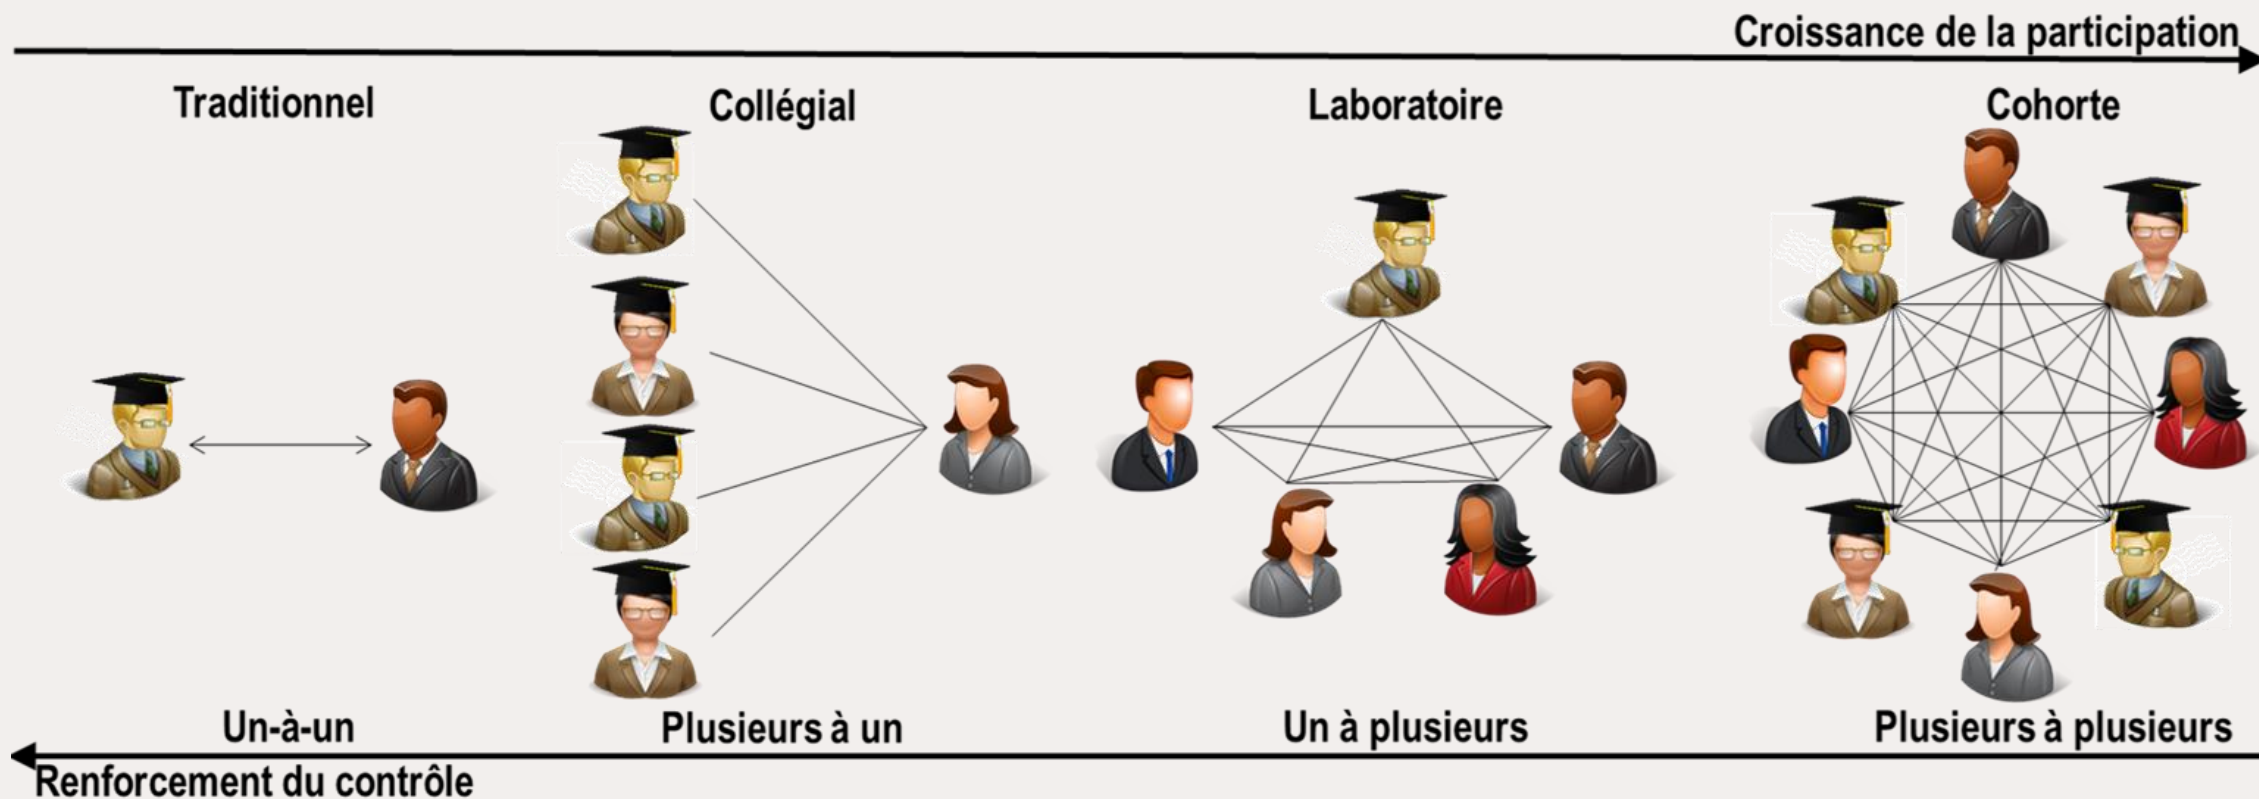 Croissance de la participation
Traditionnel
Collégial
Laboratoire
Cohorte
Un-à-un
Plusieurs à un
Un à plusieurs
Plusieurs à plusieurs
Renforcement du contrôle